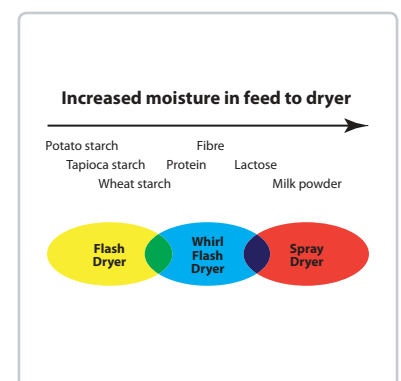 Increased moisture in feed to dryer
Potato starch Fibre
Tapioca starch Protein Lactose
Wheat starch Milk powder
Flash
Dryer
Whirl
Flash
Dryer
Spray
Dryer